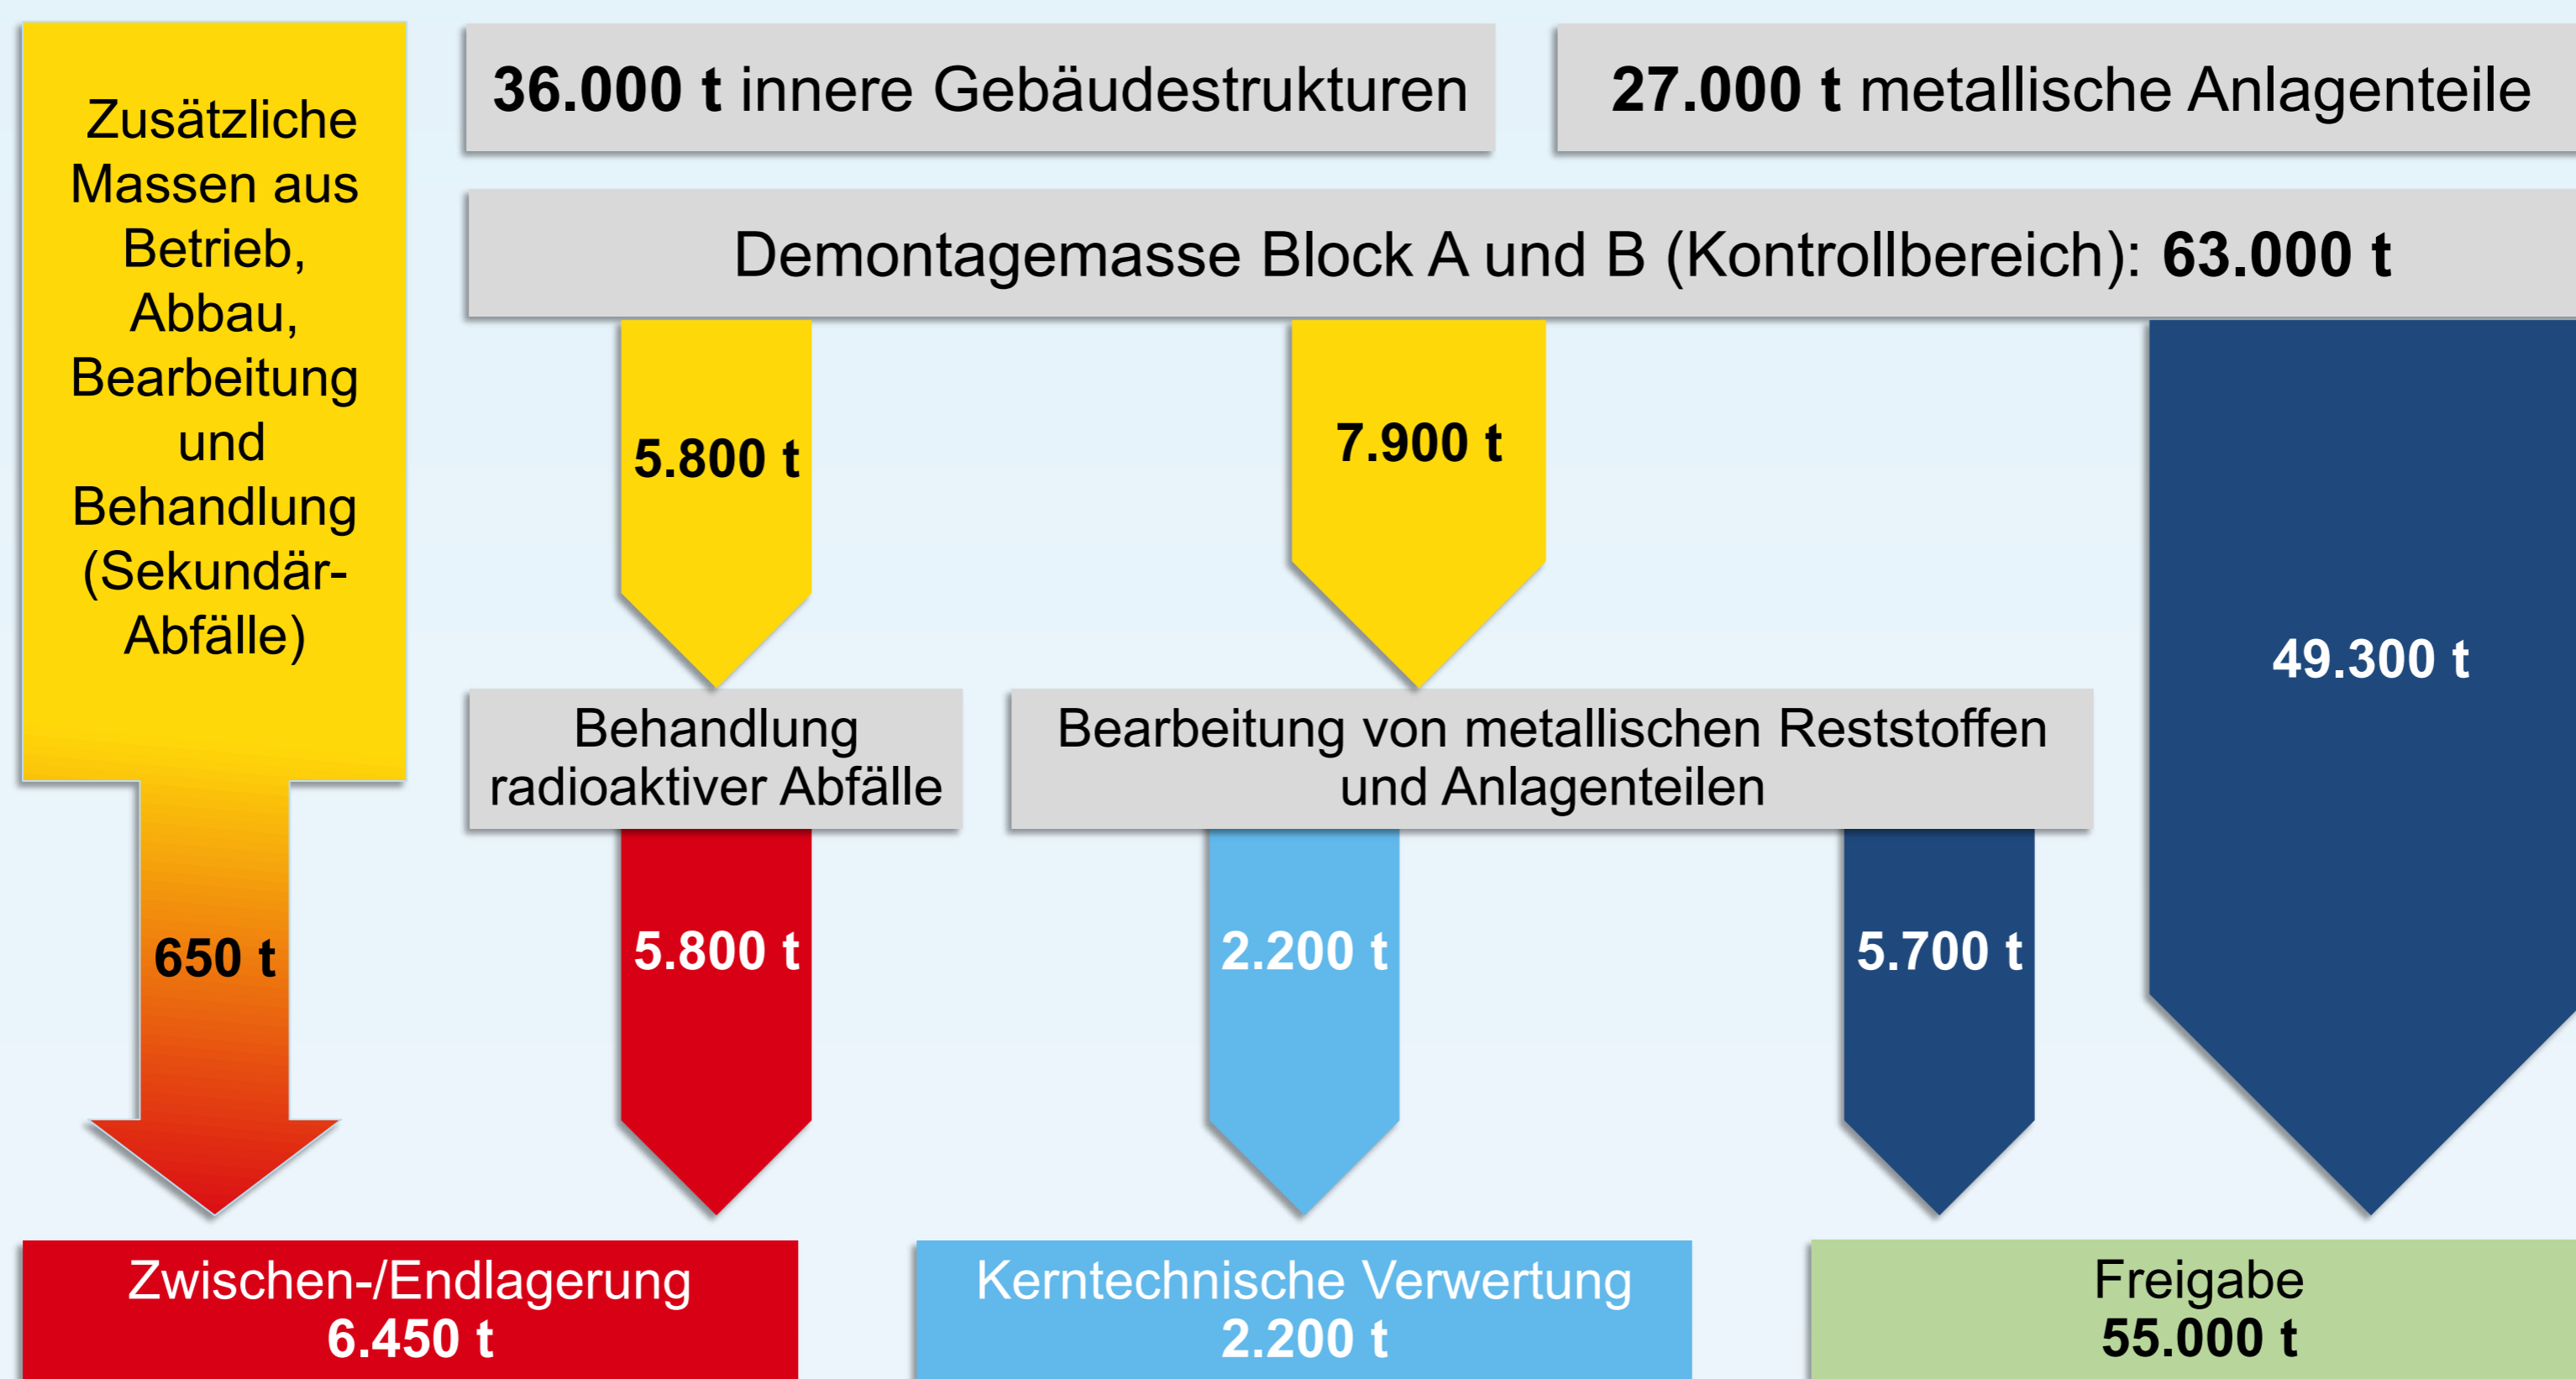 Zusätzliche
Massen aus
Betrieb,
Abbau,
Bearbeitung
und
Behandlung
(Sekundär-
Abfälle)
36.000 t innere Gebäudestrukturen
27.000 t metallische Anlagenteile
Demontagemasse Block A und B (Kontrollbereich): 63.000 t
5.800 t
7.900 t
49.300 t
Behandlung
radioaktiver Abfälle
Bearbeitung von metallischen Reststoffen
und Anlagenteilen
650 t
5.800 t
2.200 t
5.700 t
Zwischen-/Endlagerung
6.450 t
Kerntechnische Verwertung
2.200 t
Freigabe
55.000 t